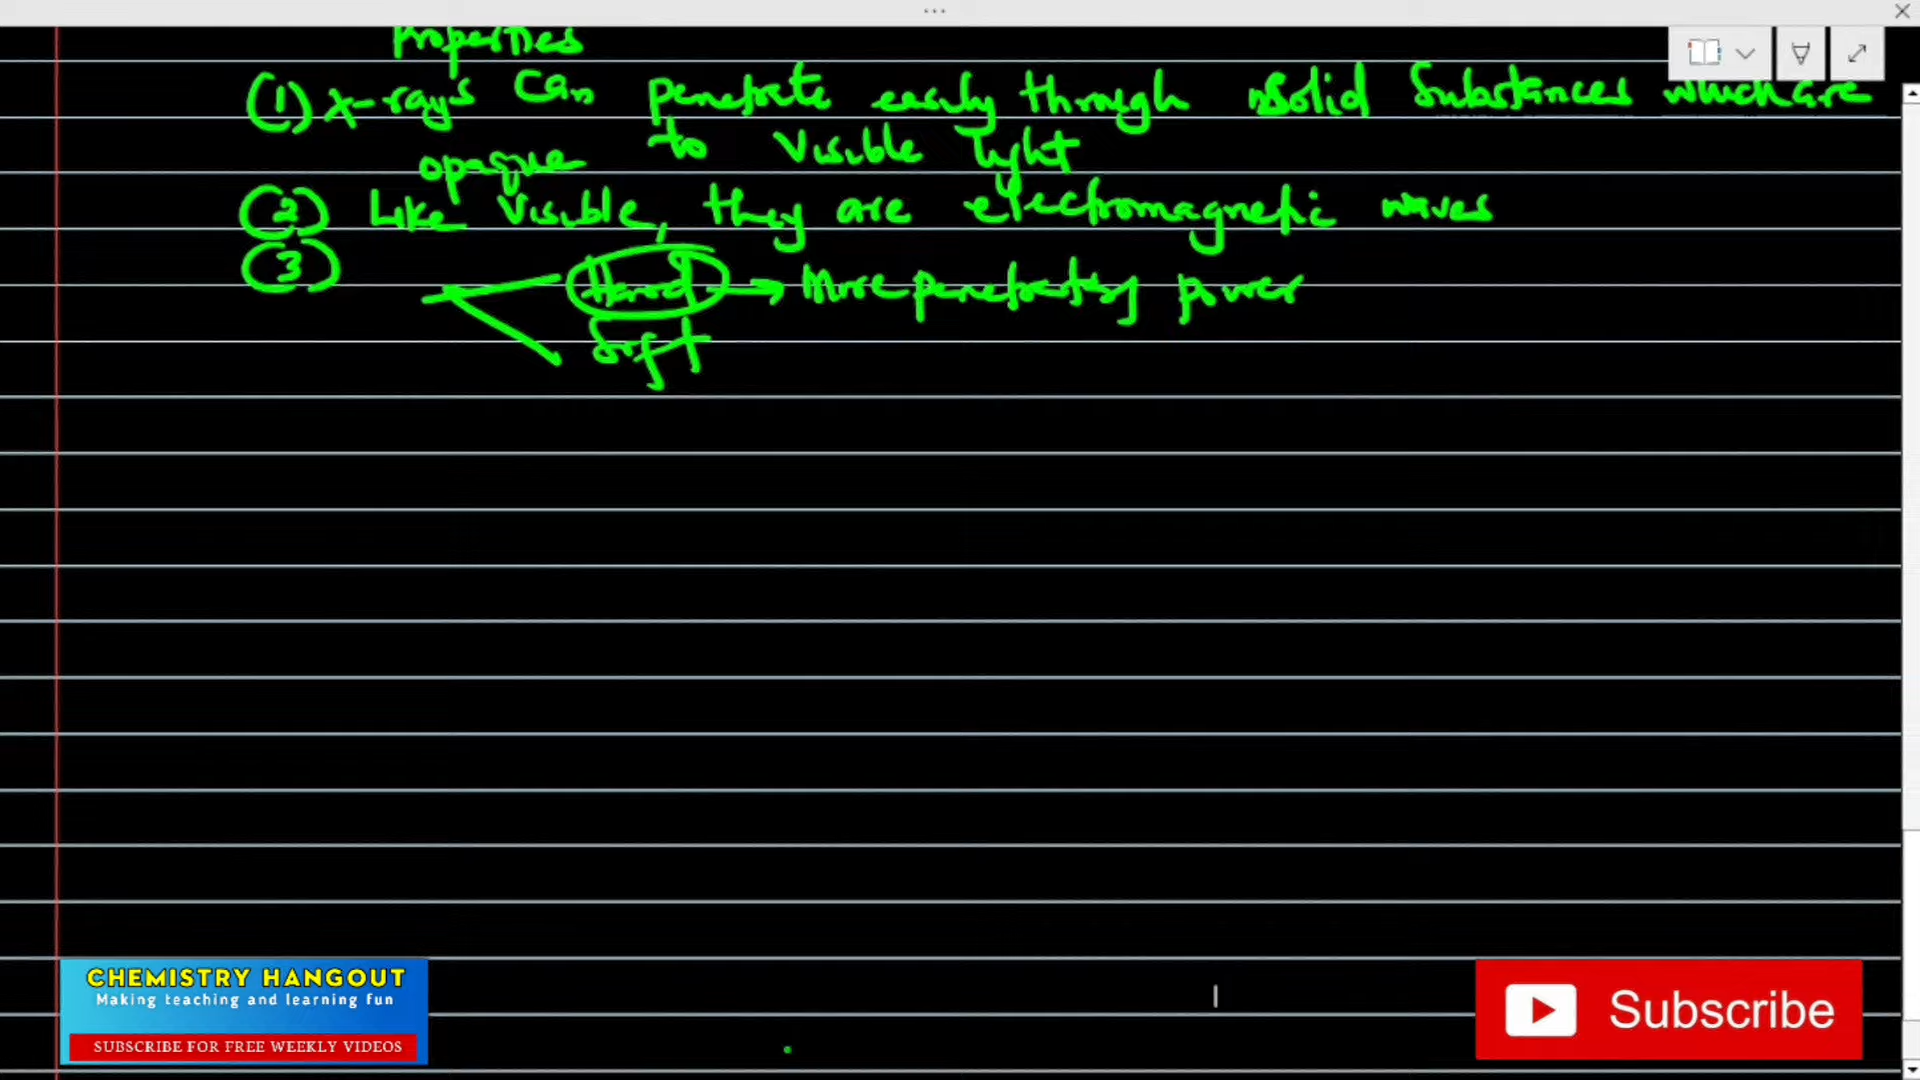 Properties
(1) X-rays can penetrate easily through solid substances which are
opaque to visible light
(2) Like visible, they are electromagnetic waves
(3)
Hard → More penetrating power
Soft
CHEMISTRY HANGOUT
Making teaching and learning fun
SUBSCRIBE FOR FREE WEEKLY VIDEOS
Subscribe